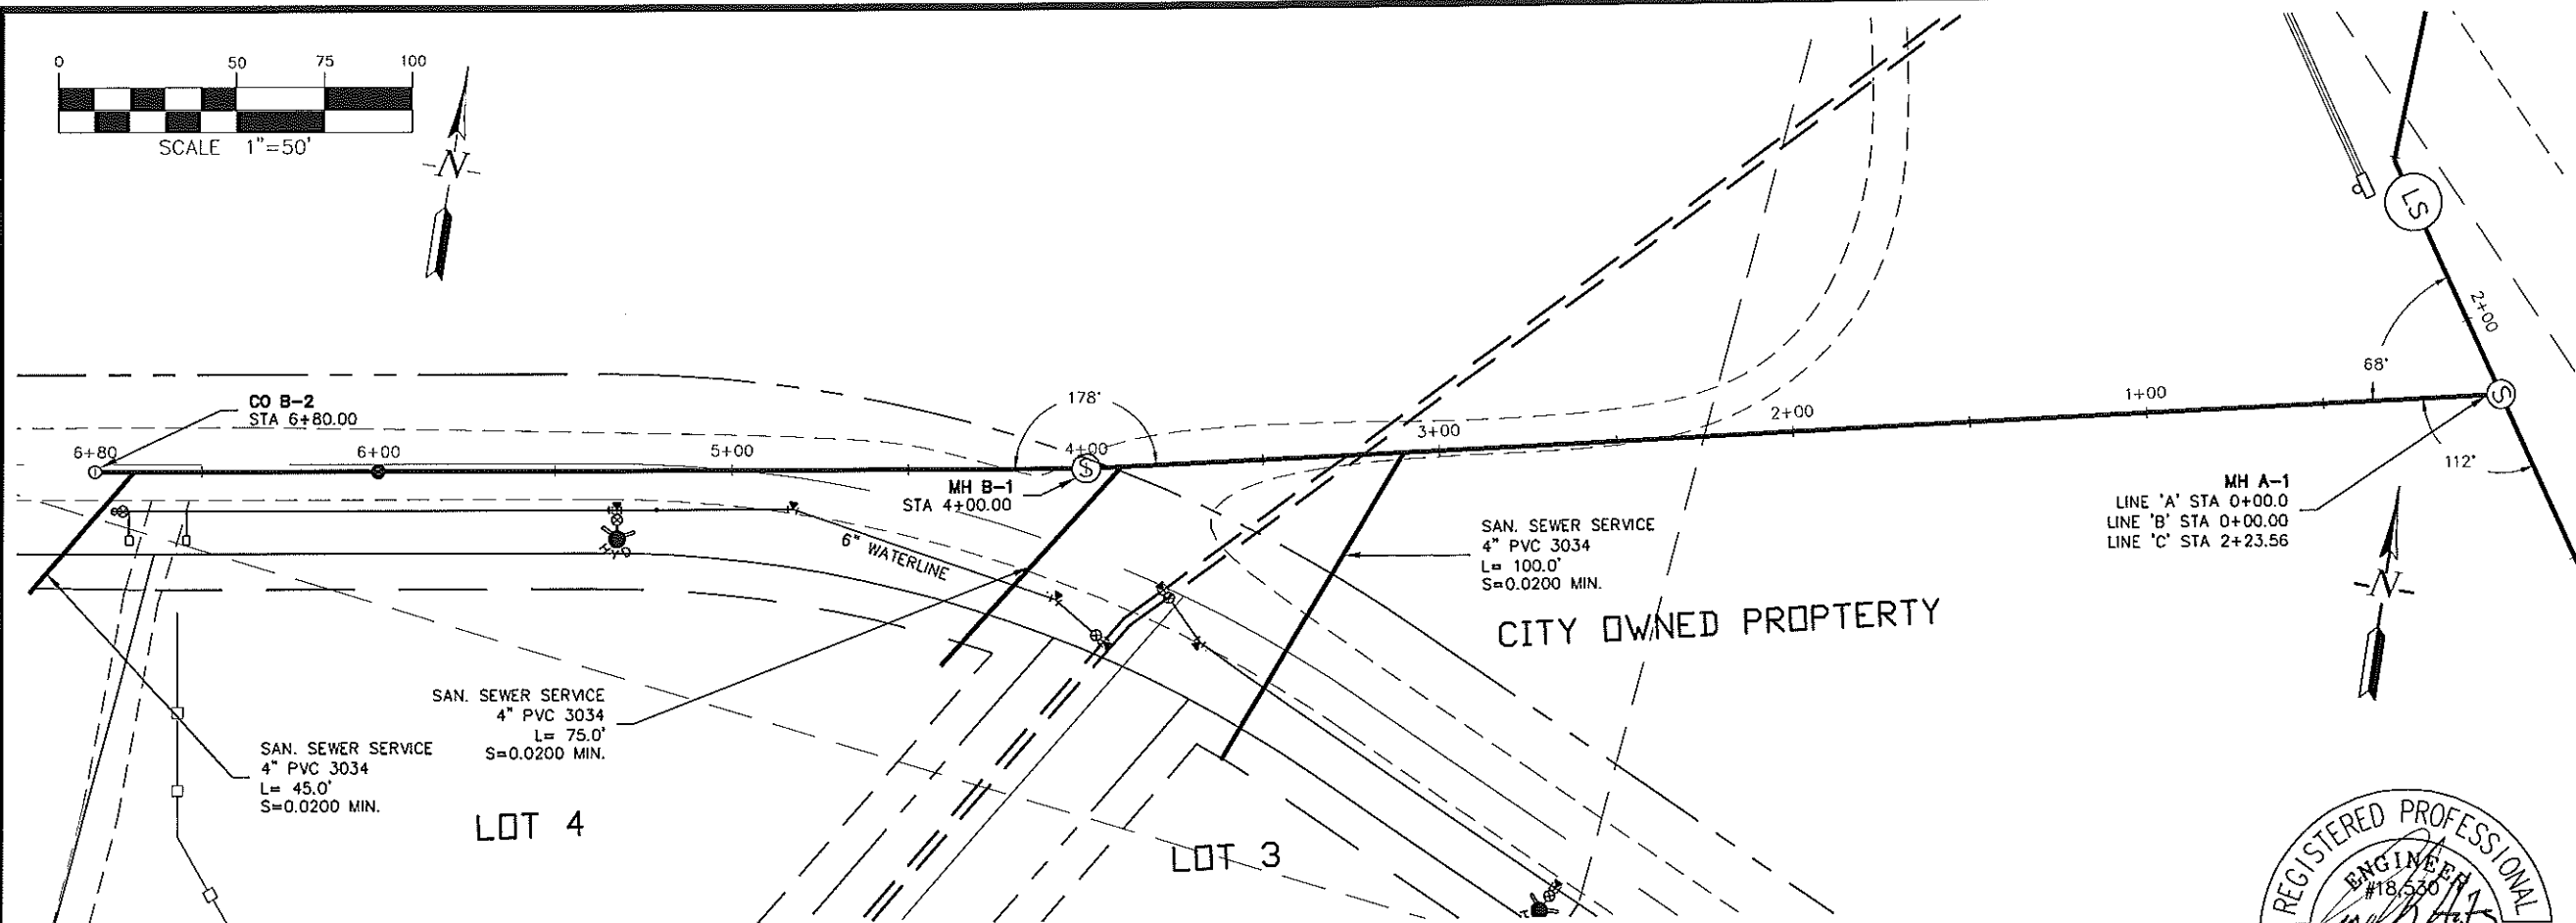 0 50 75 100
SCALE 1"=50'
-N-
CO B-2
STA 6+80.00
6+80
6+00
5+00
4+00
178°
3+00
2+00
1+00
MH B-1
STA 4+00.00
S
6" WATERLINE
HYD
LS
2+00
68°
S
112°
MH A-1
LINE 'A' STA 0+00.0
LINE 'B' STA 0+00.00
LINE 'C' STA 2+23.56
-N-
SAN. SEWER SERVICE
4" PVC 3034
L= 100.0'
S=0.0200 MIN.
CITY OWNED PROPTERTY
SAN. SEWER SERVICE
4" PVC 3034
L= 75.0'
S=0.0200 MIN.
SAN. SEWER SERVICE
4" PVC 3034
L= 45.0'
S=0.0200 MIN.
LOT 4
LOT 3
REGISTERED PROFESSIONAL
ENGINEER
#18,530